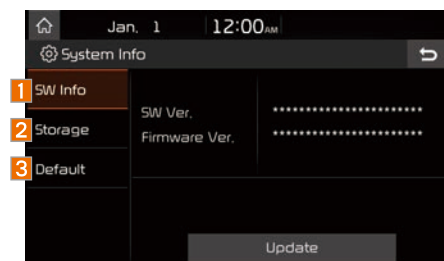 Jan. 1 12:00AM
System Info
1 SW Info
SW Ver. ***********************
Firmware Ver. ***********************
2 Storage
3 Default
Update